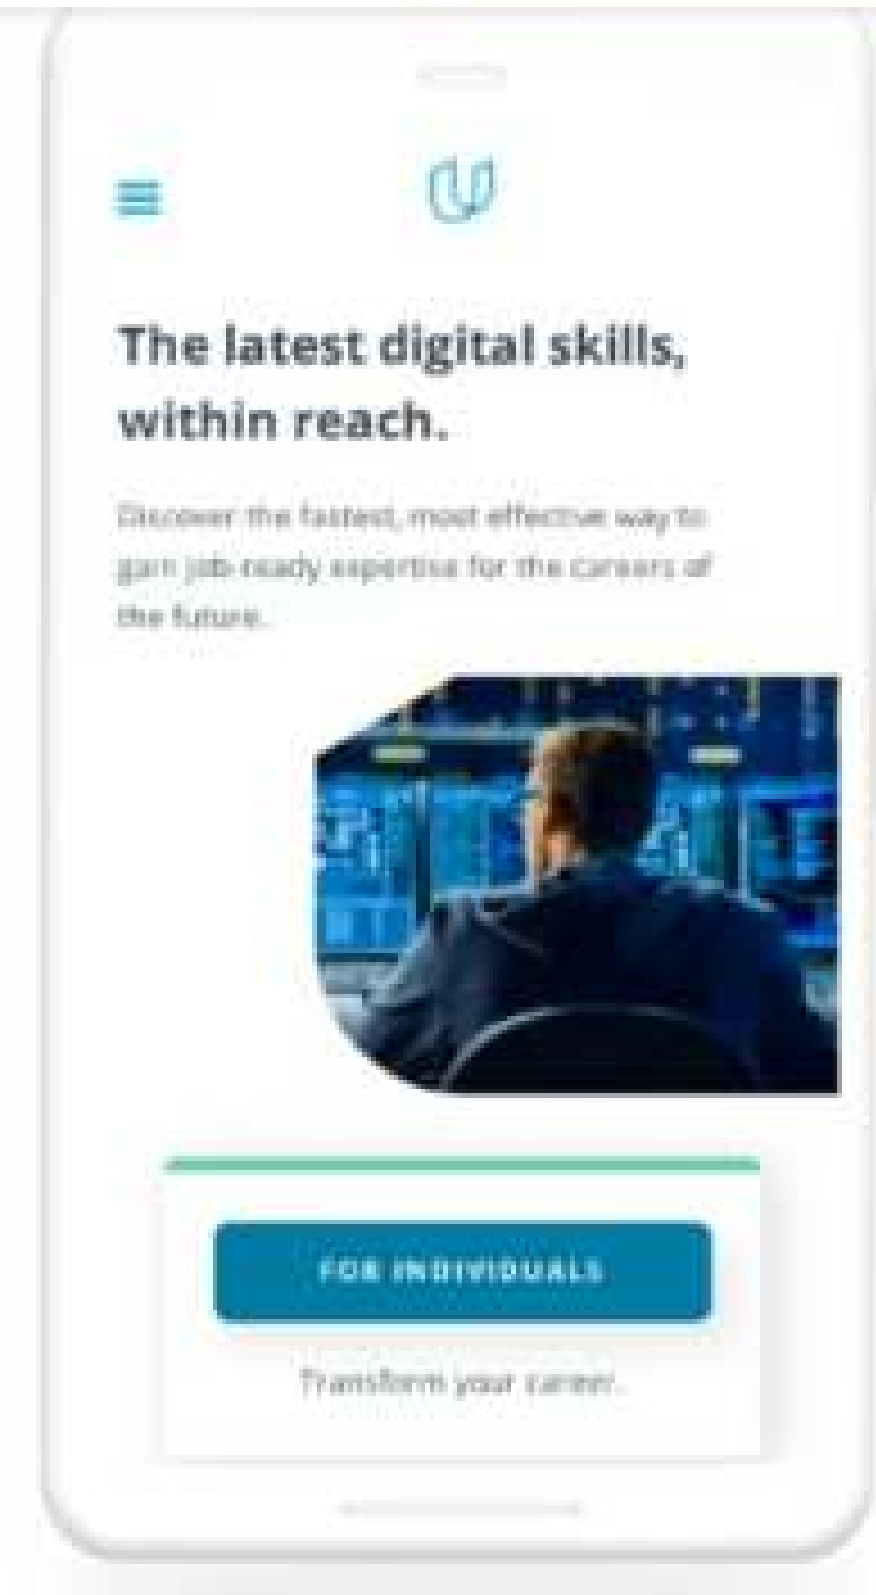 The latest digital skills,
within reach.
Discover the fastest, most effective way to
gain job-ready expertise for the careers of
the future.
FOR INDIVIDUALS
Transform your career.